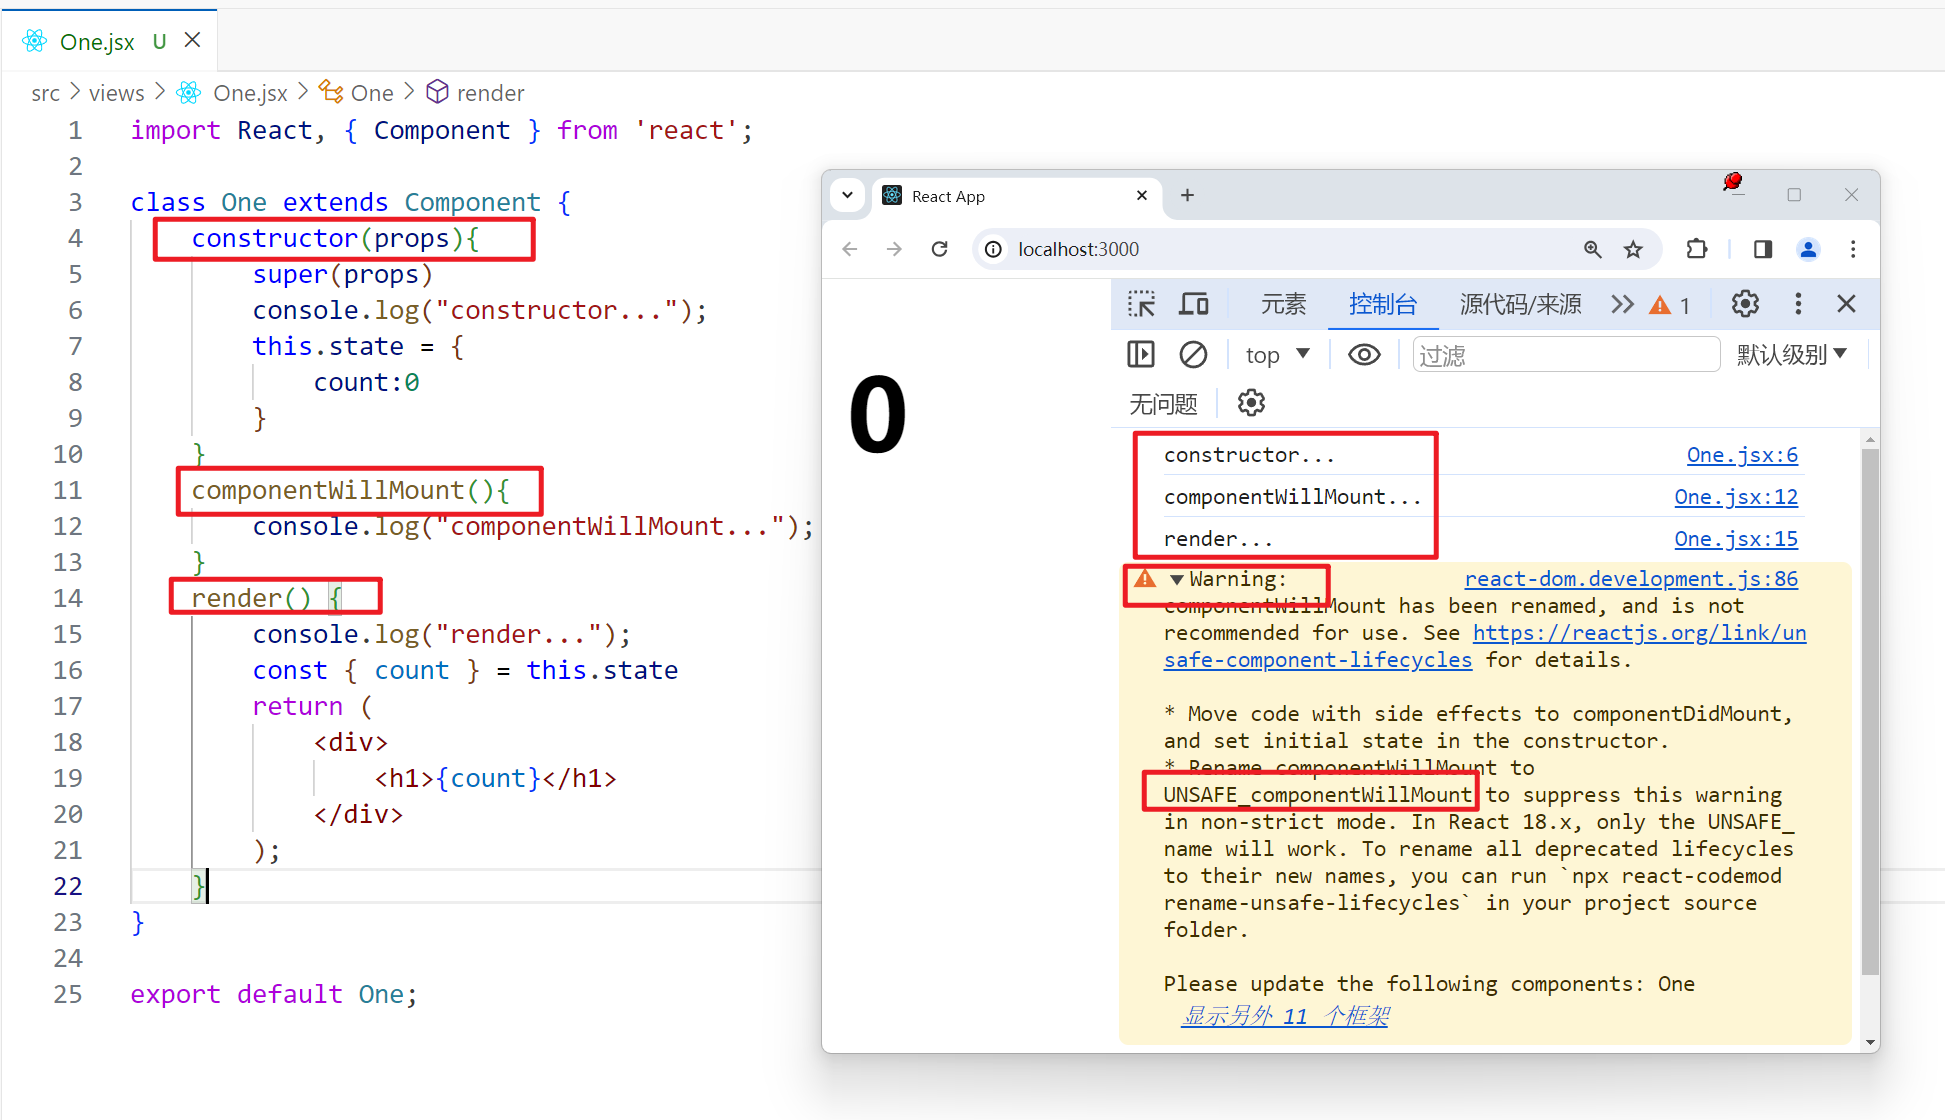 One.jsx U
src > views > One.jsx > One > render
1 import React, { Component } from 'react';
2
3 class One extends Component {
4 constructor(props){
5 super(props)
6 console.log("constructor...");
7 this.state = {
8 count:0
9 }
10 }
11 componentWillMount(){
12 console.log("componentWillMount...");
13 }
14 render() {
15 console.log("render...");
16 const { count } = this.state
17 return (
18 <div>
19 <h1>{count}</h1>
20 </div>
21 );
22 }
23 }
24
25 export default One;
React App
localhost:3000
0
元素 控制台 源代码/来源 1
top 过滤 默认级别
无问题
constructor... One.jsx:6
componentWillMount... One.jsx:12
render... One.jsx:15
Warning: react-dom.development.js:86
componentWillMount has been renamed, and is not
recommended for use. See https://reactjs.org/link/un
safe-component-lifecycles for details.
* Move code with side effects to componentDidMount,
and set initial state in the constructor.
* Rename componentWillMount to
UNSAFE_componentWillMount to suppress this warning
in non-strict mode. In React 18.x, only the UNSAFE_
name will work. To rename all deprecated lifecycles
to their new names, you can run `npx react-codemod
rename-unsafe-lifecycles` in your project source
folder.
Please update the following components: One
显示另外 11 个框架